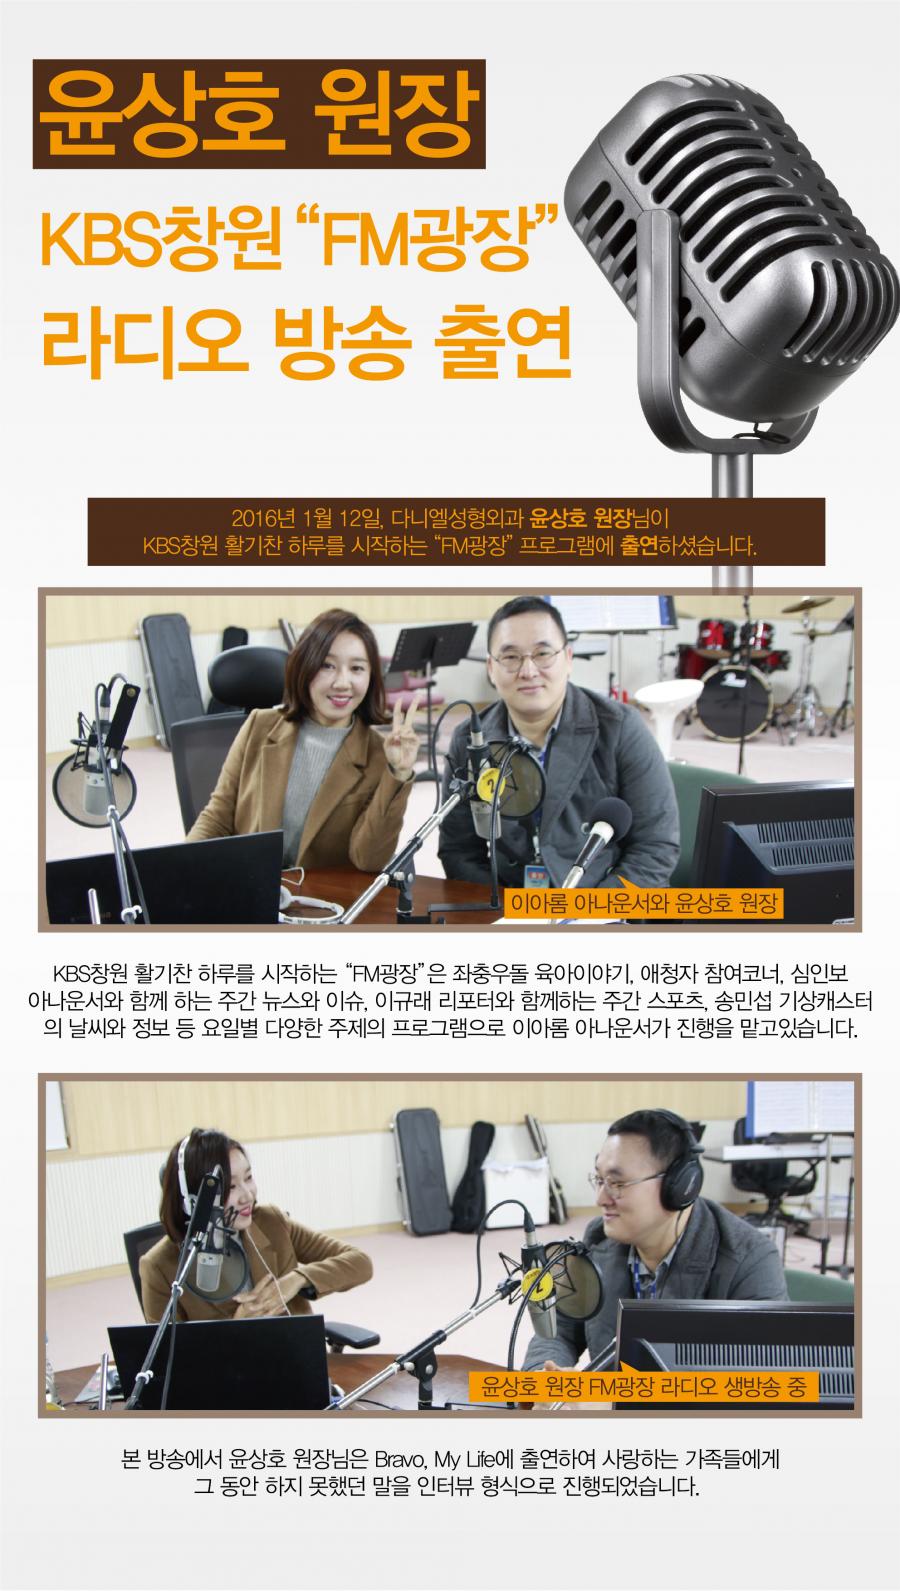 윤상호 원장
KBS창원 “FM광장”
라디오 방송 출연
2016년 1월 12일, 다니엘성형외과 윤상호 원장님이
KBS창원 활기찬 하루를 시작하는 “FM광장” 프로그램에 출연하셨습니다.
2
이아롬 아나운서와 윤상호 원장
KBS창원 활기찬 하루를 시작하는 “FM광장”은 좌충우돌 육아이야기, 애청자 참여코너, 심인보
아나운서와 함께 하는 주간 뉴스와 이슈, 이규래 리포터와 함께하는 주간 스포츠, 송민섭 기상캐스터
의 날씨와 정보 등 요일별 다양한 주제의 프로그램으로 이아롬 아나운서가 진행을 맡고있습니다.
2
윤상호 원장 FM광장 라디오 생방송 중
본 방송에서 윤상호 원장님은 Bravo, My Life에 출연하여 사랑하는 가족들에게
그 동안 하지 못했던 말을 인터뷰 형식으로 진행되었습니다.